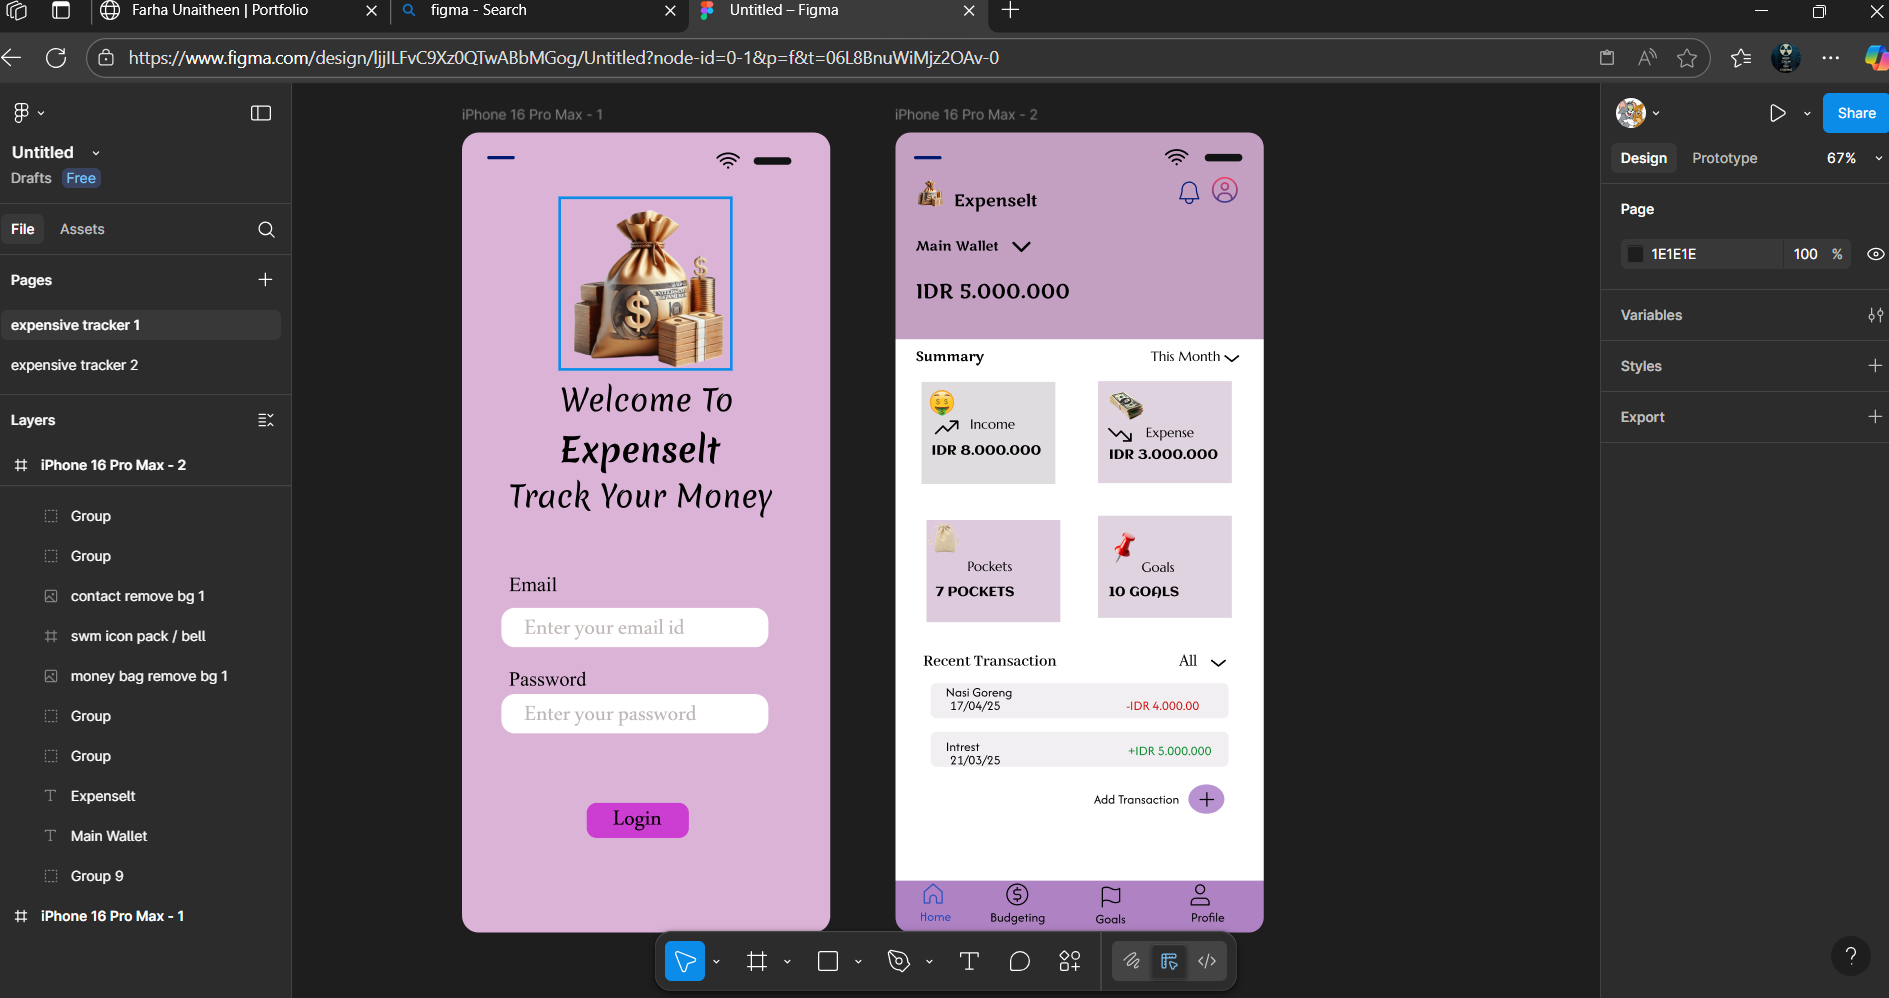 Farha Unaitheen | Portfolio
figma - Search
Untitled – Figma
https://www.figma.com/design/ljjILFvC9Xz0QTwABbMGog/Untitled?node-id=0-1&p=f&t=06L8BnuWiMjz2OAv-0
Untitled
Drafts Free
File Assets
Pages
expensive tracker 1
expensive tracker 2
Layers
iPhone 16 Pro Max - 2
Group
Group
contact remove bg 1
swm icon pack / bell
money bag remove bg 1
Group
Group
ExpenseIt
Main Wallet
Group 9
iPhone 16 Pro Max - 1
iPhone 16 Pro Max - 1
Welcome To
ExpenseIt
Track Your Money
Email
Enter your email id
Password
Enter your password
Login
iPhone 16 Pro Max - 2
ExpenseIt
Main Wallet
IDR 5.000.000
Summary This Month
Income
IDR 8.000.000
Expense
IDR 3.000.000
Pockets
7 POCKETS
Goals
10 GOALS
Recent Transaction All
Nasi Goreng
17/04/25 -IDR 4.000.00
Intrest
21/03/25 +IDR 5.000.000
Add Transaction
Home Budgeting Goals Profile
Share
Design Prototype 67%
Page
1E1E1E 100 %
Variables
Styles
Export
?